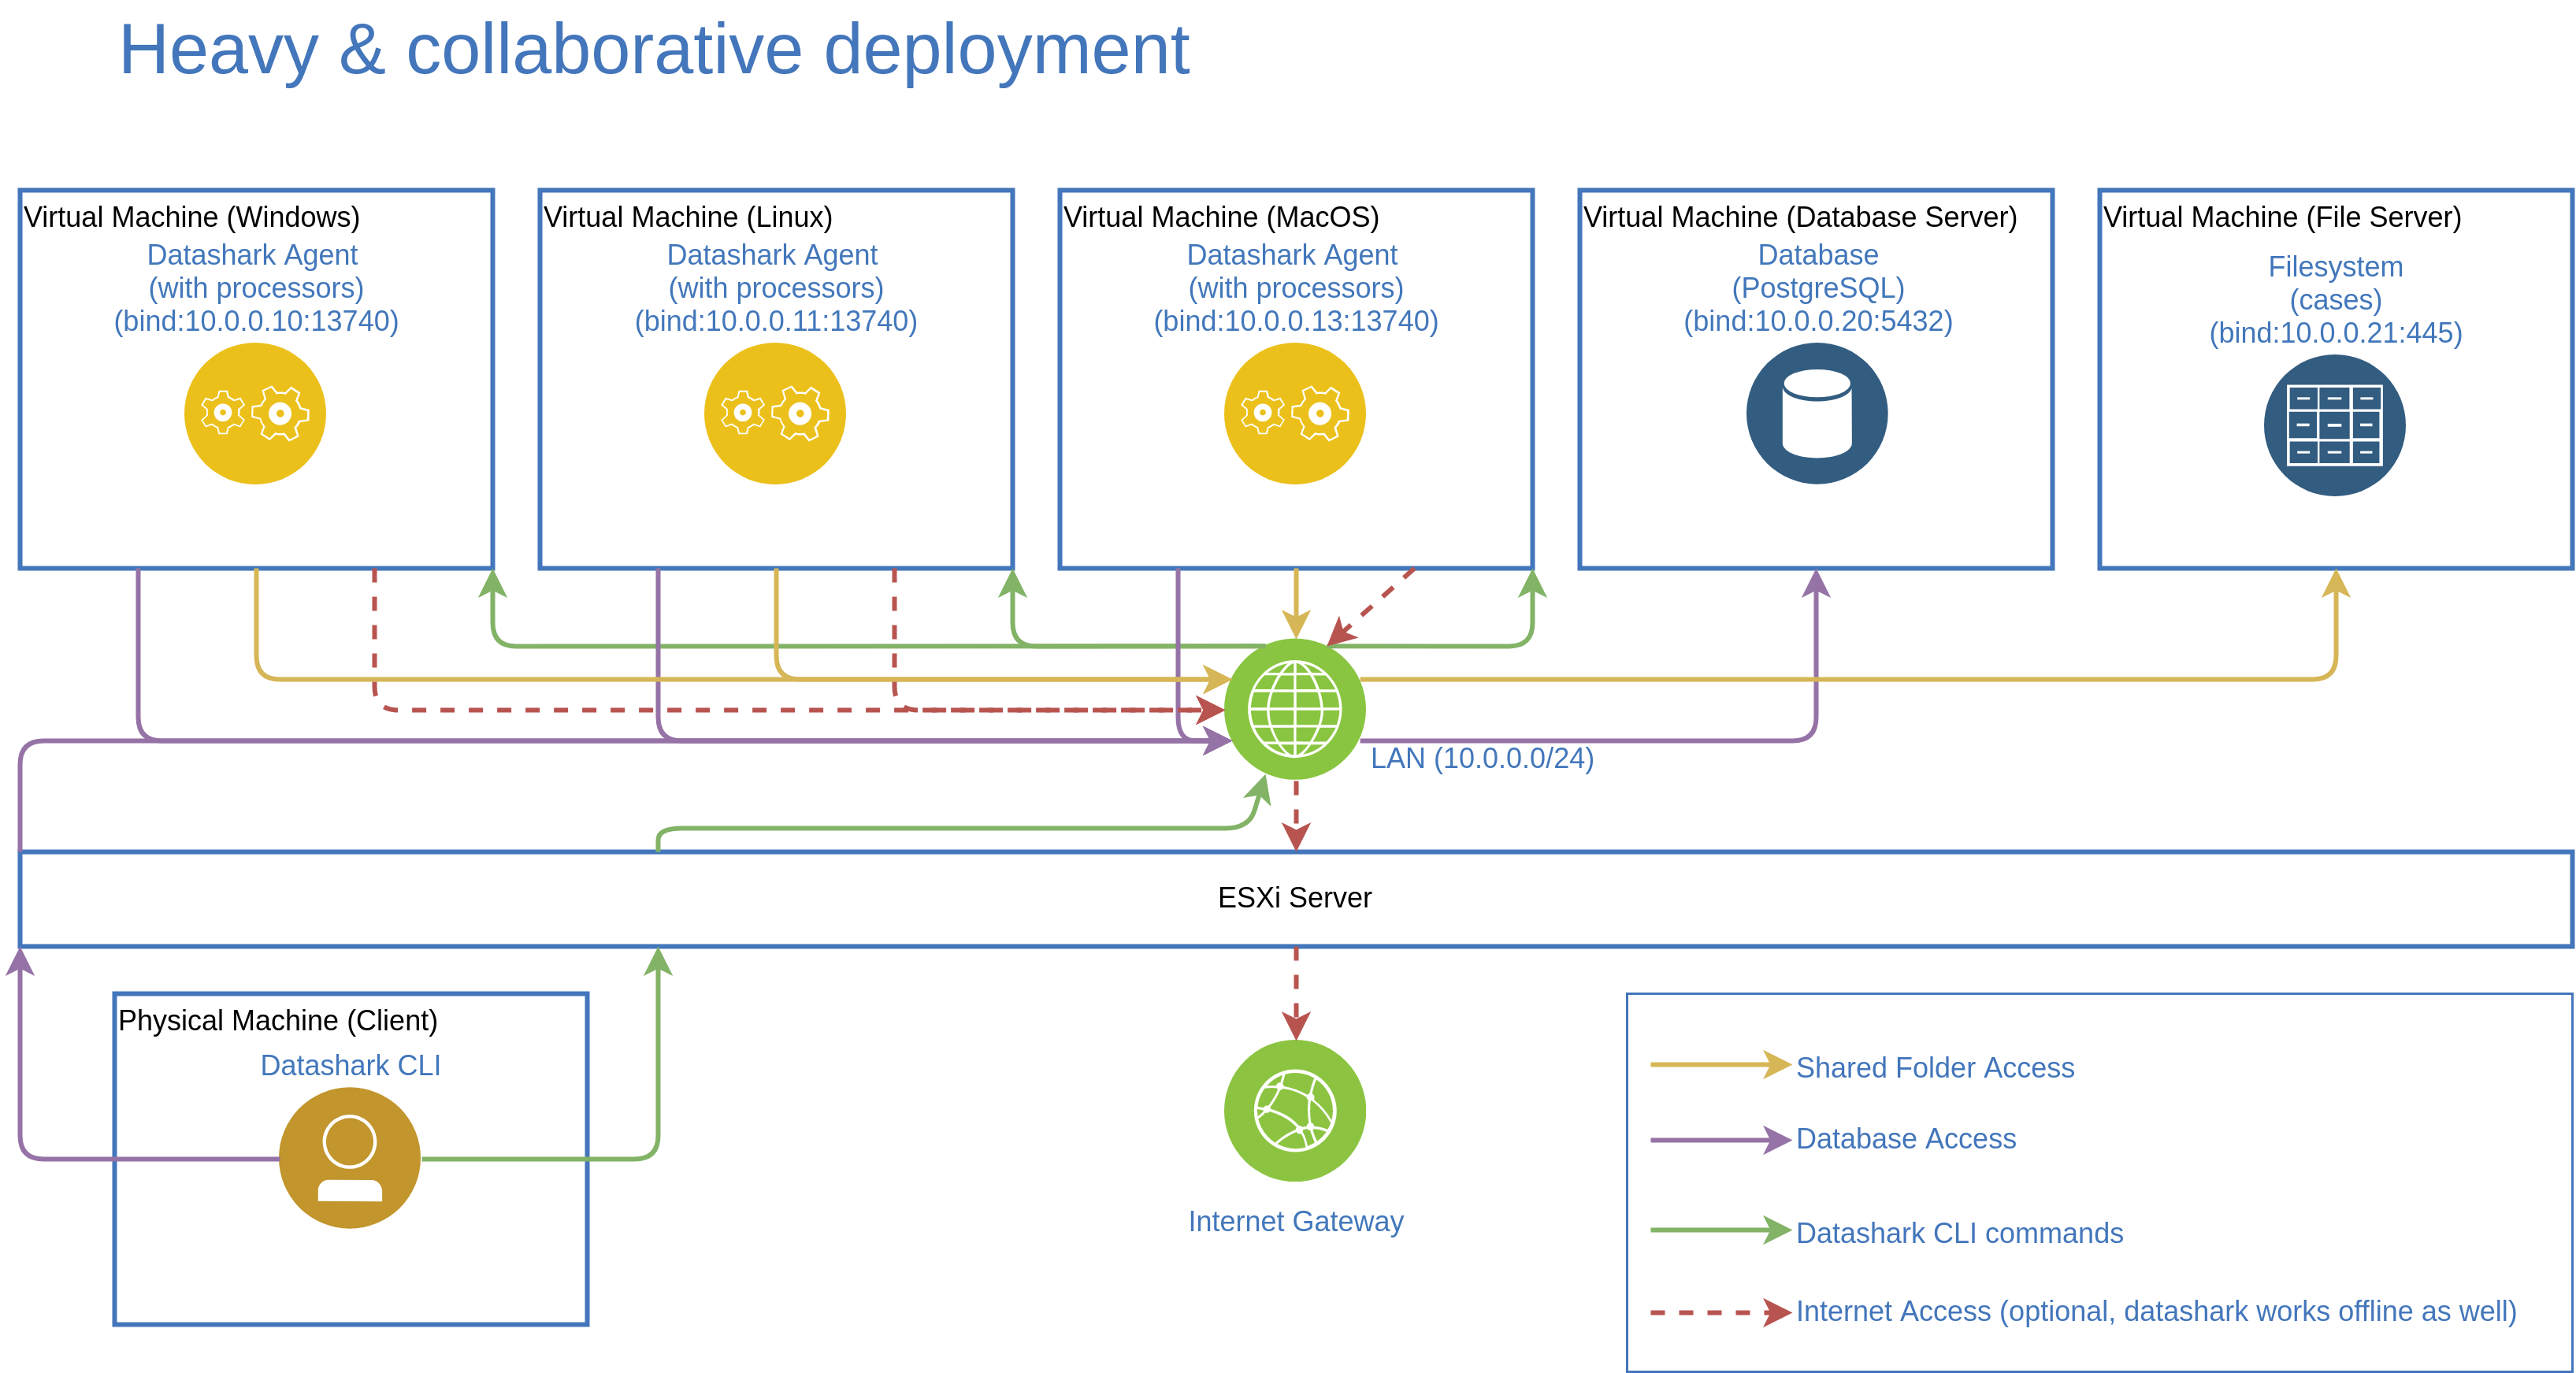 Heavy & collaborative deployment
Virtual Machine (Windows)
Datashark Agent
(with processors)
(bind:10.0.0.10:13740)
Virtual Machine (Linux)
Datashark Agent
(with processors)
(bind:10.0.0.11:13740)
Virtual Machine (MacOS)
Datashark Agent
(with processors)
(bind:10.0.0.13:13740)
Virtual Machine (Database Server)
Database
(PostgreSQL)
(bind:10.0.0.20:5432)
Virtual Machine (File Server)
Filesystem
(cases)
(bind:10.0.0.21:445)
LAN (10.0.0.0/24)
ESXi Server
Physical Machine (Client)
Datashark CLI
Internet Gateway
Shared Folder Access
Database Access
Datashark CLI commands
Internet Access (optional, datashark works offline as well)